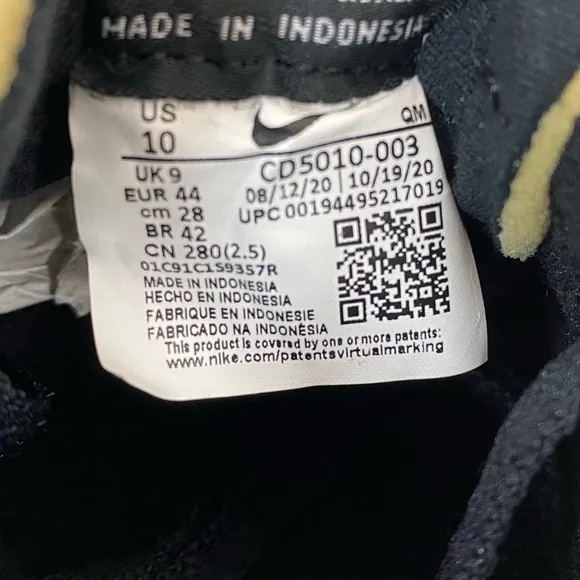 MADE IN INDONESIA
US
10
QM
UK 9
CD5010-003
EUR 44
08/12/20 | 10/19/20
cm 28
UPC 00194495217019
BR 42
CN 280(2.5)
01C91C1S9357R
MADE IN INDONESIA
HECHO EN INDONESIA
FABRIQUE EN INDONESIE
FABRICADO NA INDONÉSIA
This product is covered by one or more patents:
www.nike.com/patentsvirtualmarking